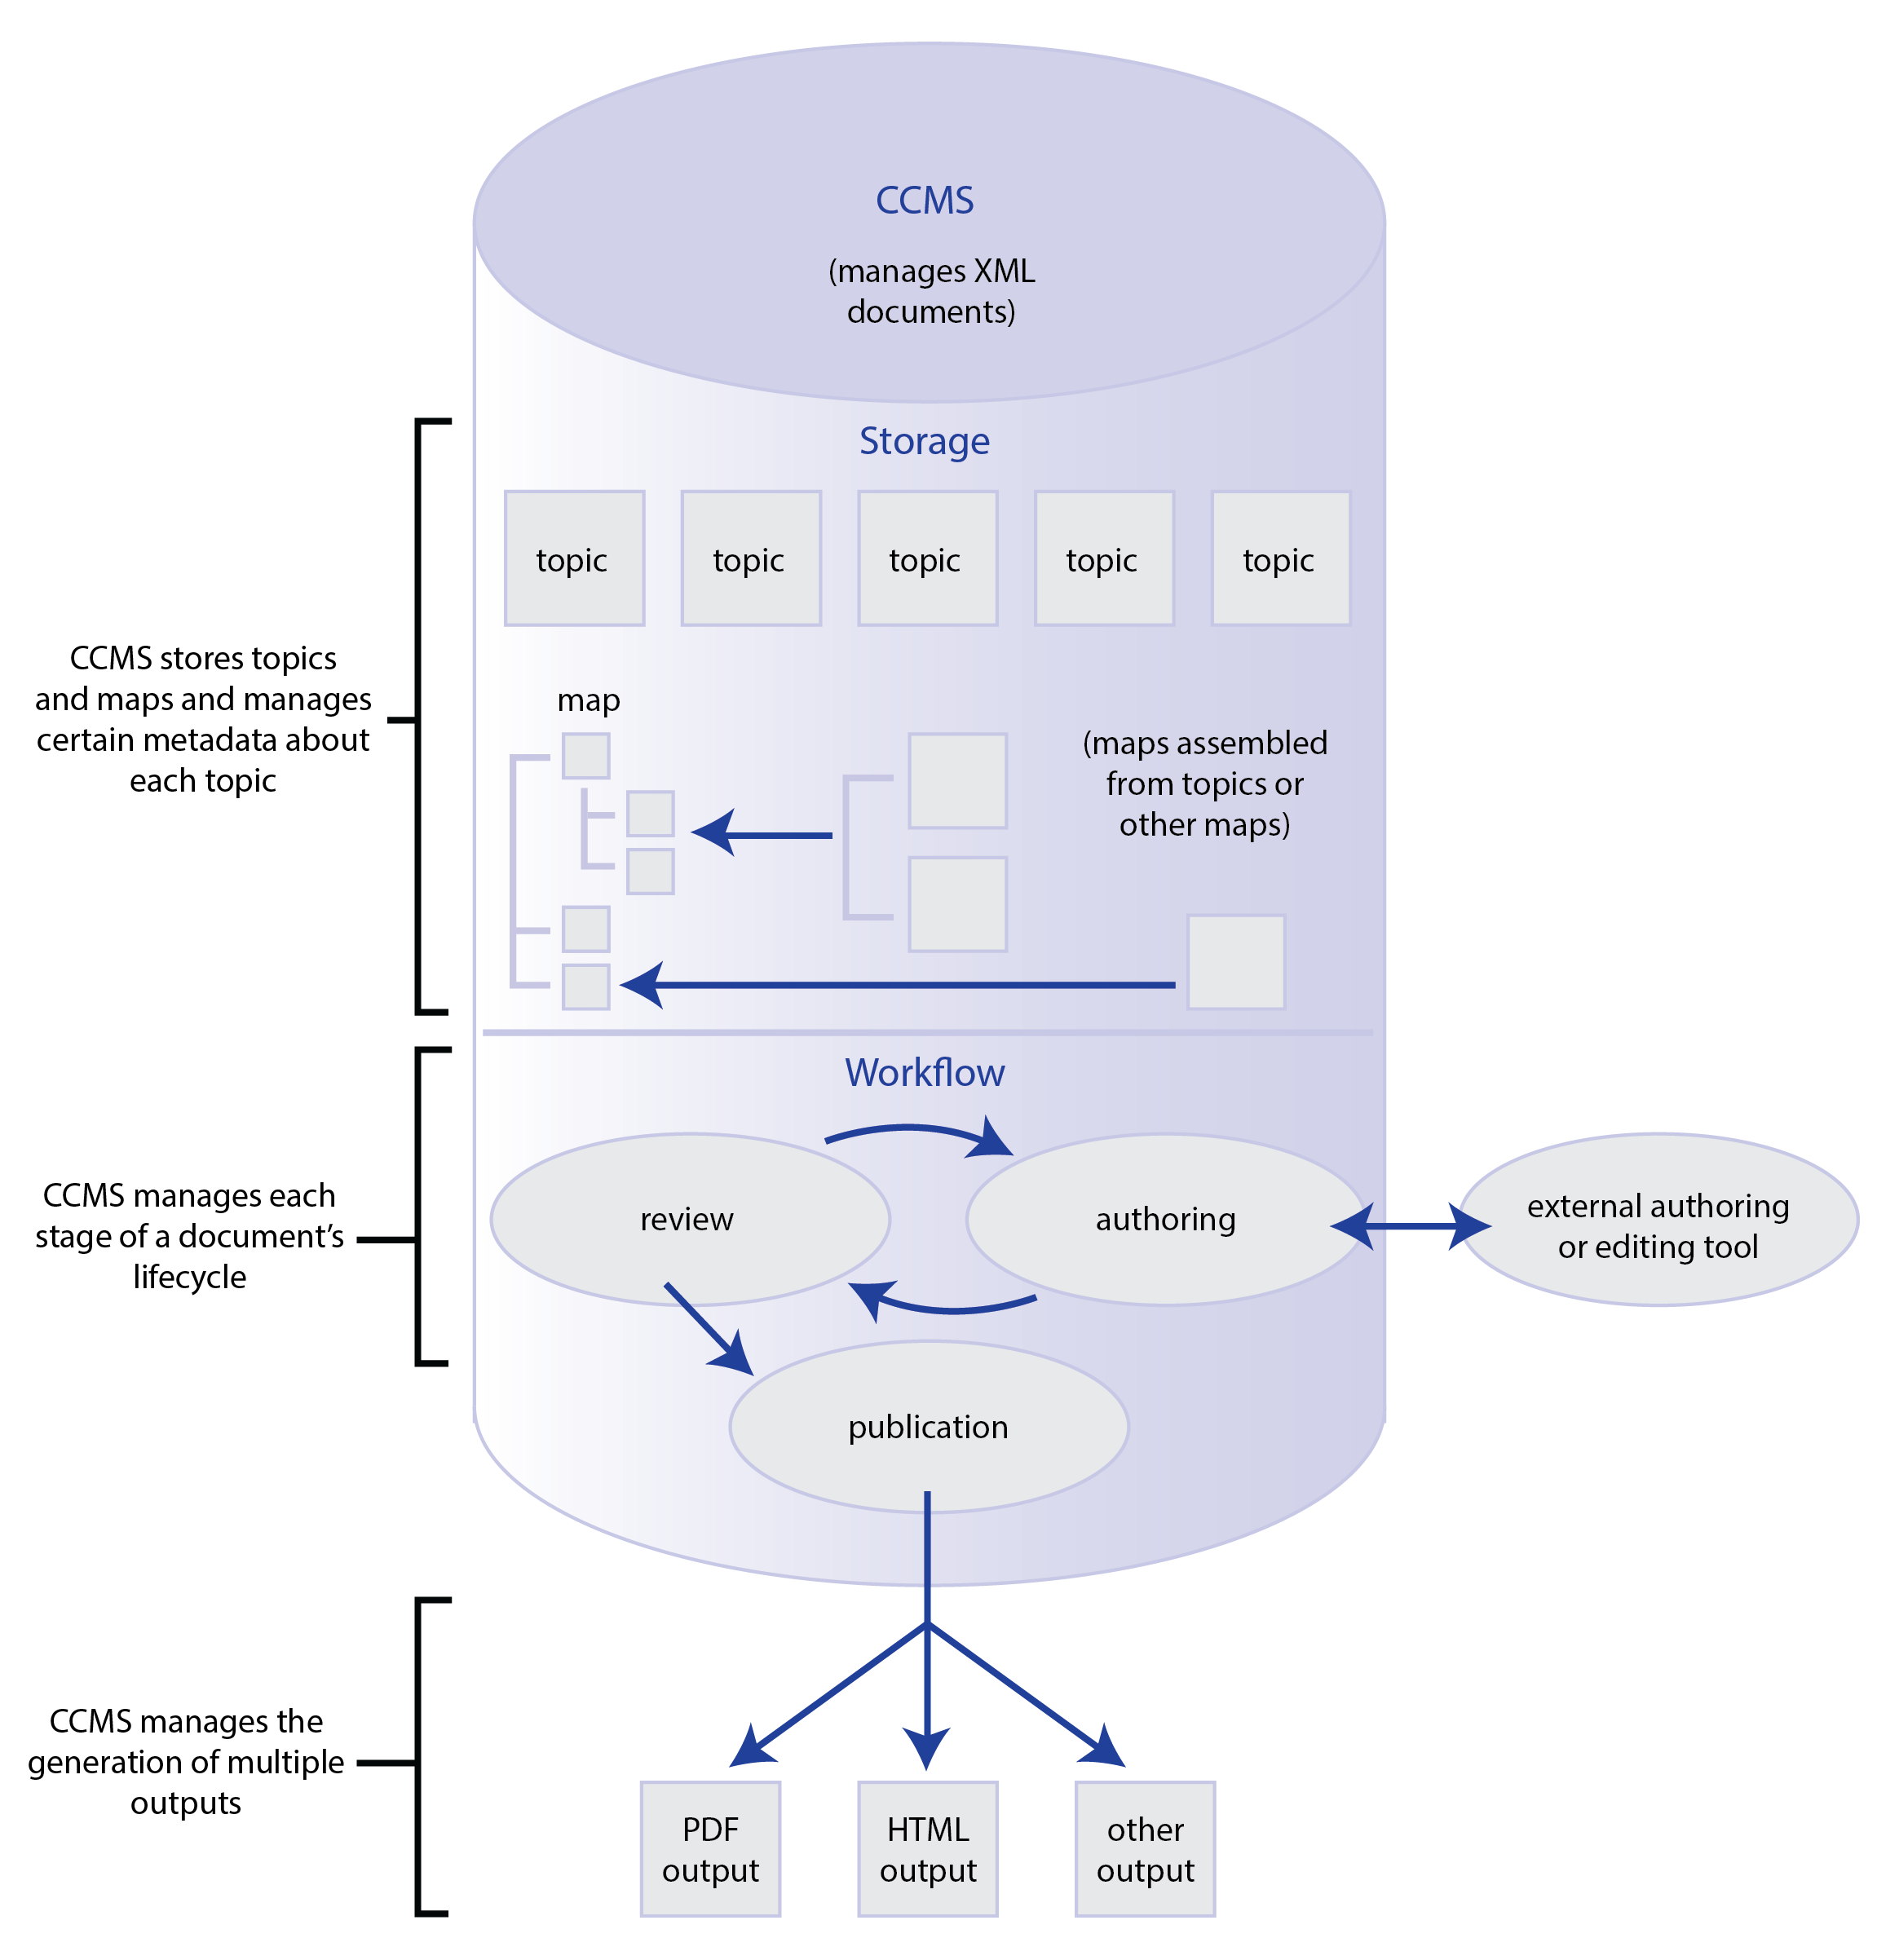 CCMS
(manages XML
documents)
Storage
topic
topic
topic
topic
topic
CCMS stores topics
and maps and manages
certain metadata about
each topic
map
(maps assembled
from topics or
other maps)
Workflow
CCMS manages each
stage of a document’s
lifecycle
review
authoring
external authoring
or editing tool
publication
CCMS manages the
generation of multiple
outputs
PDF
output
HTML
output
other
output